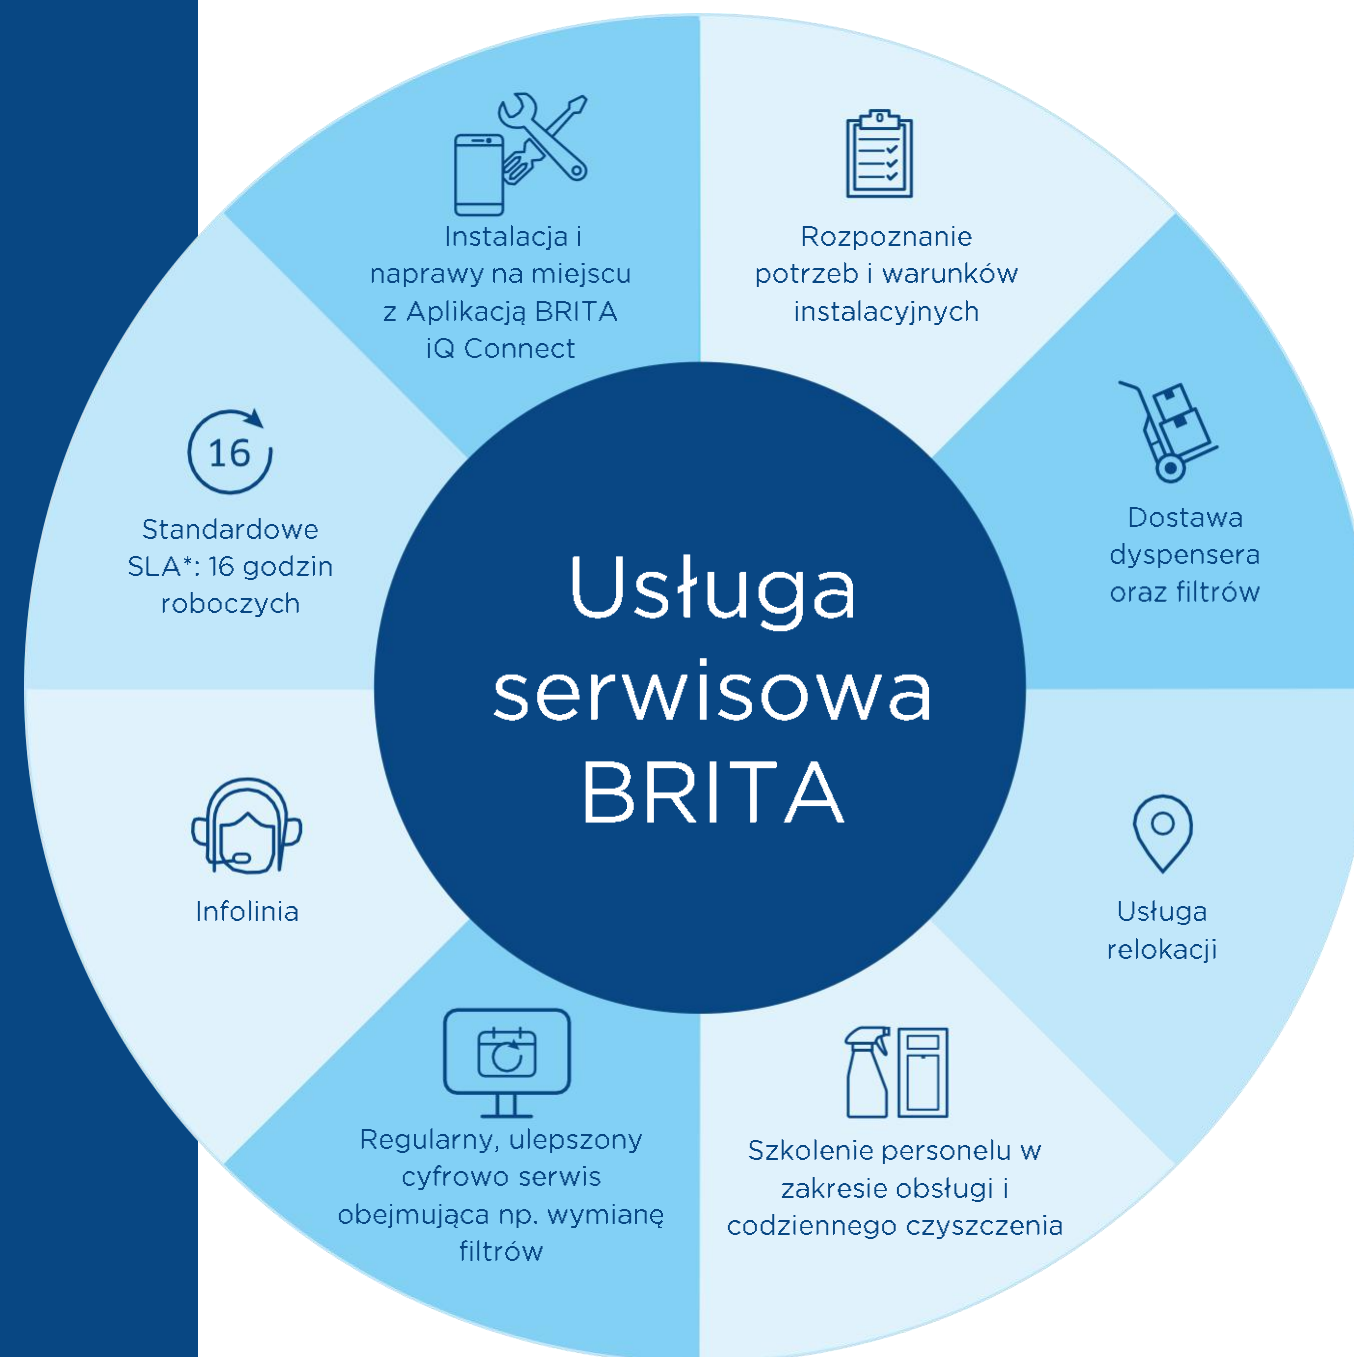 Instalacja i
naprawy na miejscu
z Aplikacją BRITA
iQ Connect
Rozpoznanie
potrzeb i warunków
instalacyjnych
Dostawa
dyspensera
oraz filtrów
Usługa
relokacji
Szkolenie personelu w
zakresie obsługi i
codziennego czyszczenia
Regularny, ulepszony
cyfrowo serwis
obejmująca np. wymianę
filtrów
Infolinia
16
Standardowe
SLA*: 16 godzin
roboczych
Usługa
serwisowa
BRITA